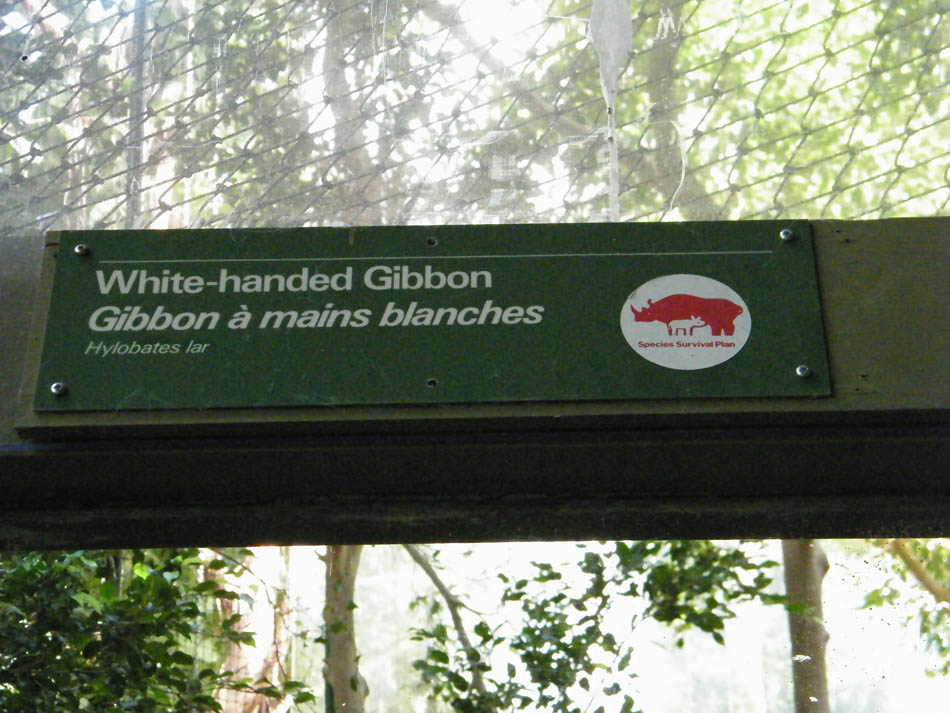 White-handed Gibbon
Gibbon à mains blanches
Hylobates lar
Species Survival Plan